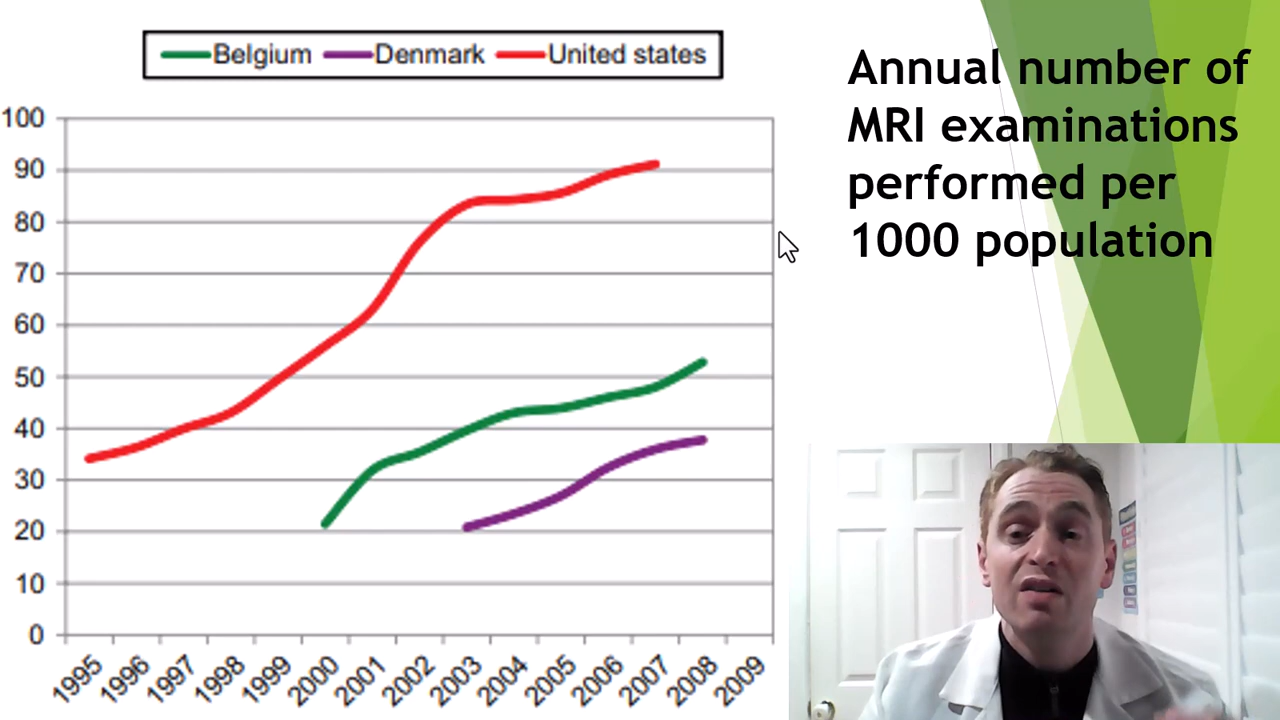 Belgium Denmark United states
Annual number of
MRI examinations
performed per
1000 population
100
90
80
70
60
50
40
30
20
10
0
1995 1996 1997 1998 1999 2000 2001 2002 2003 2004 2005 2006 2007 2008 2009